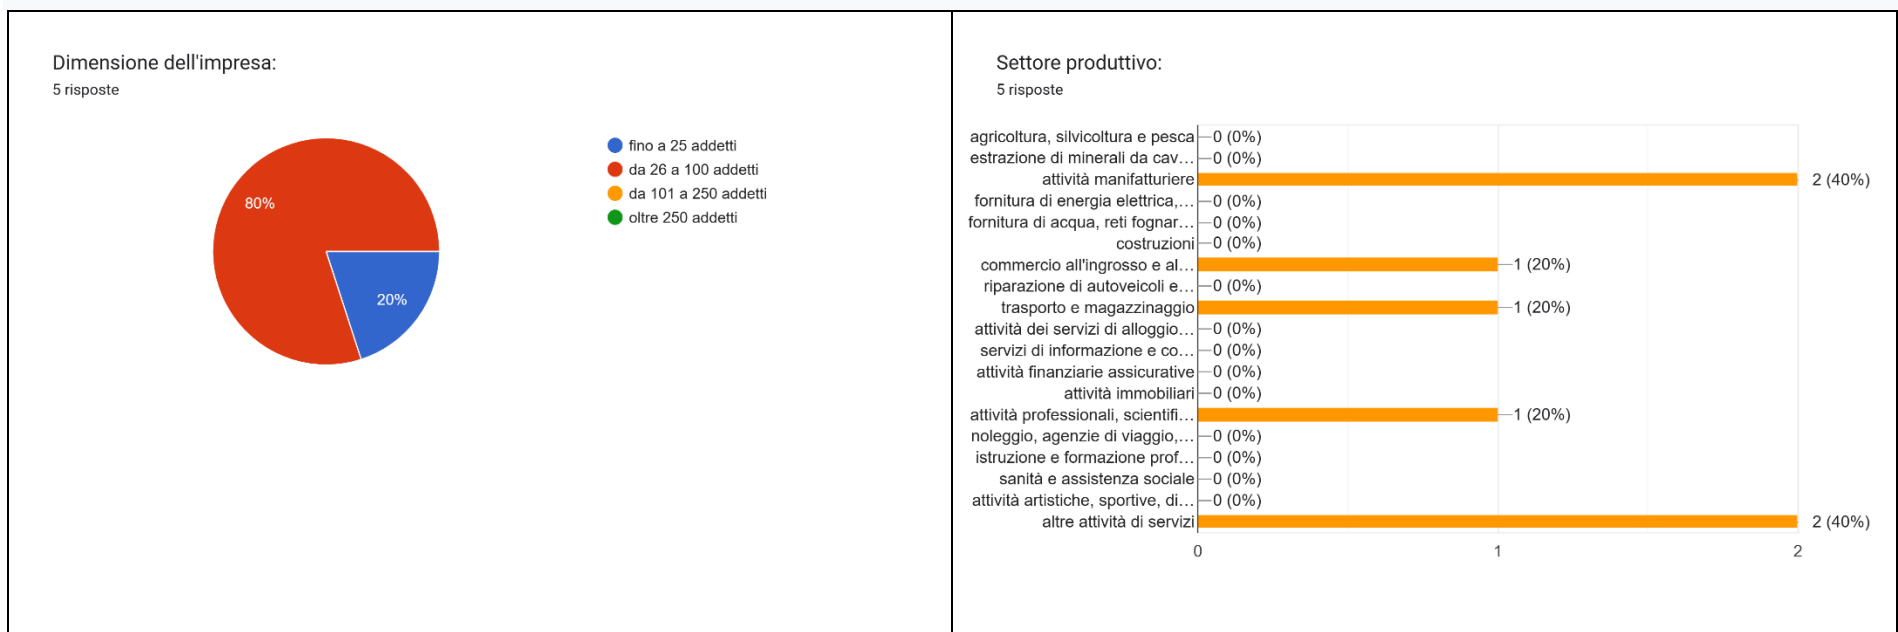 Dimensione dell'impresa:
5 risposte
80%
20%
fino a 25 addetti
da 26 a 100 addetti
da 101 a 250 addetti
oltre 250 addetti
Settore produttivo:
5 risposte
agricoltura, silvicoltura e pesca 0 (0%)
estrazione di minerali da cav… 0 (0%)
attività manifatturiere 2 (40%)
fornitura di energia elettrica,… 0 (0%)
fornitura di acqua, reti fognar… 0 (0%)
costruzioni 0 (0%)
commercio all'ingrosso e al… 1 (20%)
riparazione di autoveicoli e… 0 (0%)
trasporto e magazzinaggio 1 (20%)
attività dei servizi di alloggio… 0 (0%)
servizi di informazione e co… 0 (0%)
attività finanziarie assicurative 0 (0%)
attività immobiliari 0 (0%)
attività professionali, scientifi… 1 (20%)
noleggio, agenzie di viaggio,… 0 (0%)
istruzione e formazione prof… 0 (0%)
sanità e assistenza sociale 0 (0%)
attività artistiche, sportive, di… 0 (0%)
altre attività di servizi 2 (40%)
0 1 2